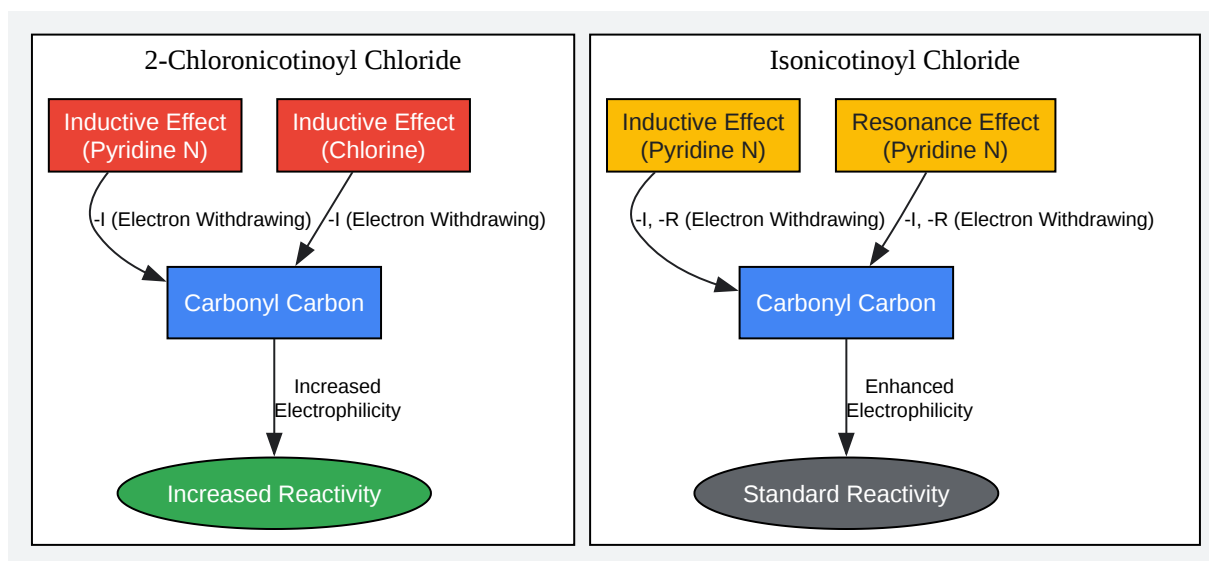 2-Chloronicotinoyl Chloride
Inductive Effect
(Pyridine N)
Inductive Effect
(Chlorine)
-I (Electron Withdrawing)
-I (Electron Withdrawing)
Carbonyl Carbon
Increased
Electrophilicity
Increased Reactivity
Isonicotinoyl Chloride
Inductive Effect
(Pyridine N)
Resonance Effect
(Pyridine N)
-I, -R (Electron Withdrawing)
-I, -R (Electron Withdrawing)
Carbonyl Carbon
Enhanced
Electrophilicity
Standard Reactivity